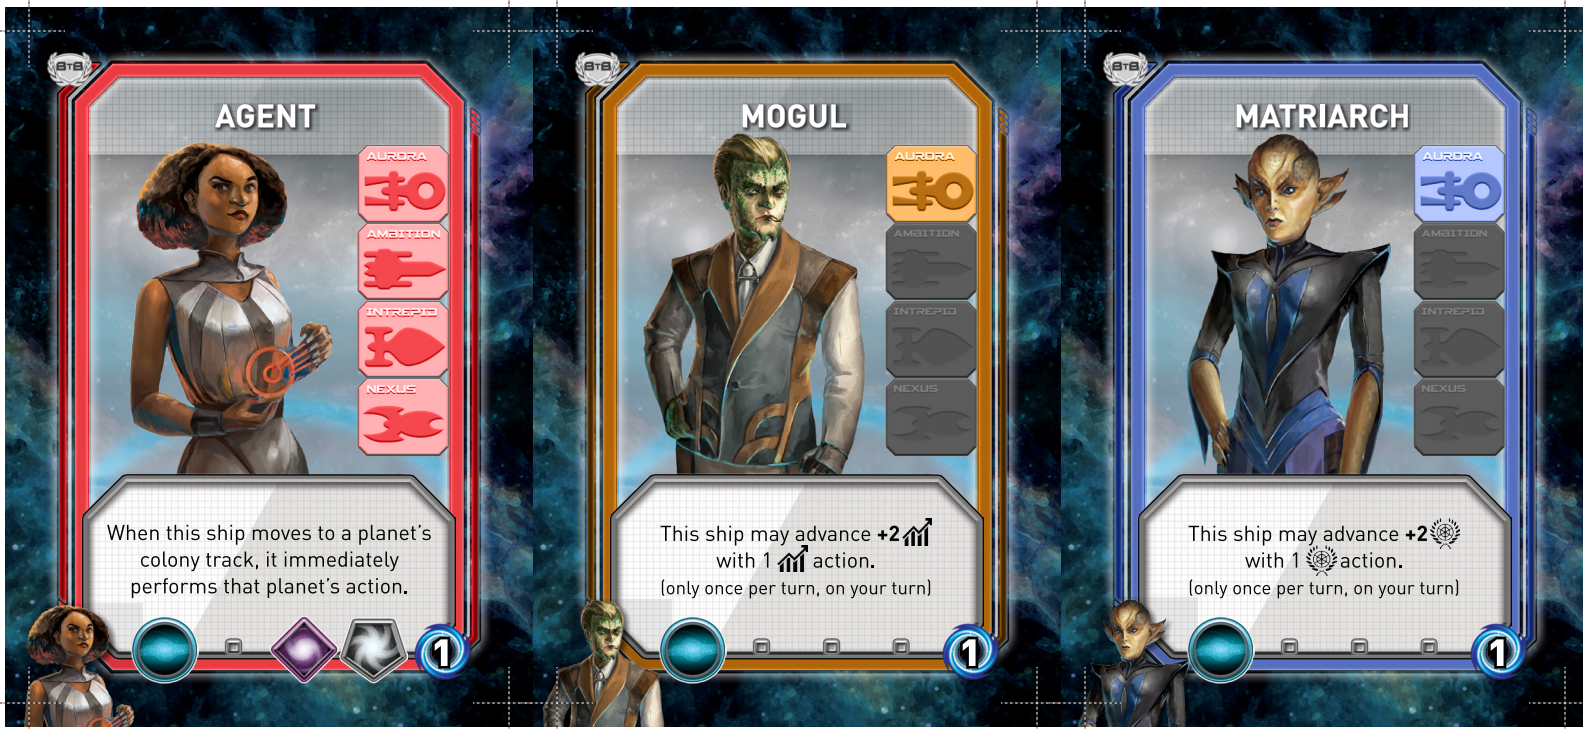 BTB
AGENT
AURORA
AMBITION
INTREPID
NEXUS
When this ship moves to a planet's
colony track, it immediately
performs that planet's action.
1
BTB
MOGUL
AURORA
AMBITION
INTREPID
NEXUS
This ship may advance +2
with 1 action.
(only once per turn, on your turn)
1
BTB
MATRIARCH
AURORA
AMBITION
INTREPID
NEXUS
This ship may advance +2
with 1 action.
(only once per turn, on your turn)
1